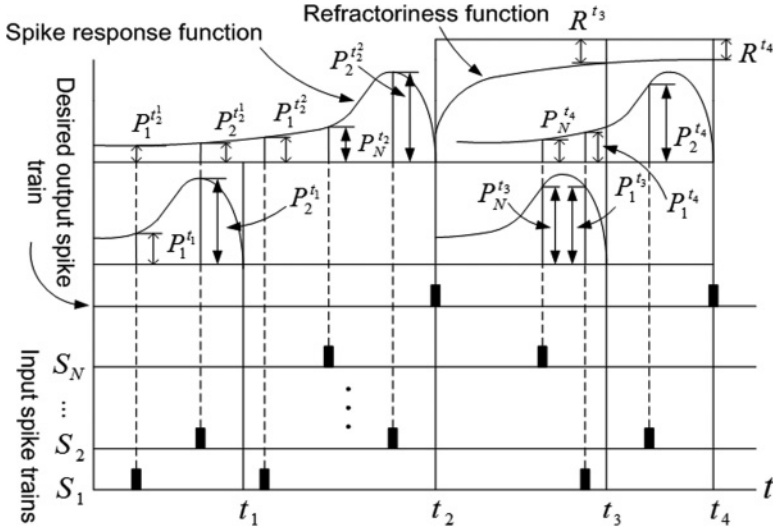 Spike response function
Refractoriness function
R^{t_3}
R^{t_4}
P_1^{t_2^1}
P_2^{t_2^1}
P_1^{t_2^2}
P_2^{t_2^2}
P_N^{t_2}
P_N^{t_4}
P_2^{t_4}
P_1^{t_4}
P_1^{t_1}
P_2^{t_1}
P_N^{t_3}
P_1^{t_3}
Desired output spike
train
Input spike trains
S_N
...
S_2
S_1
t_1
t_2
t_3
t_4
t